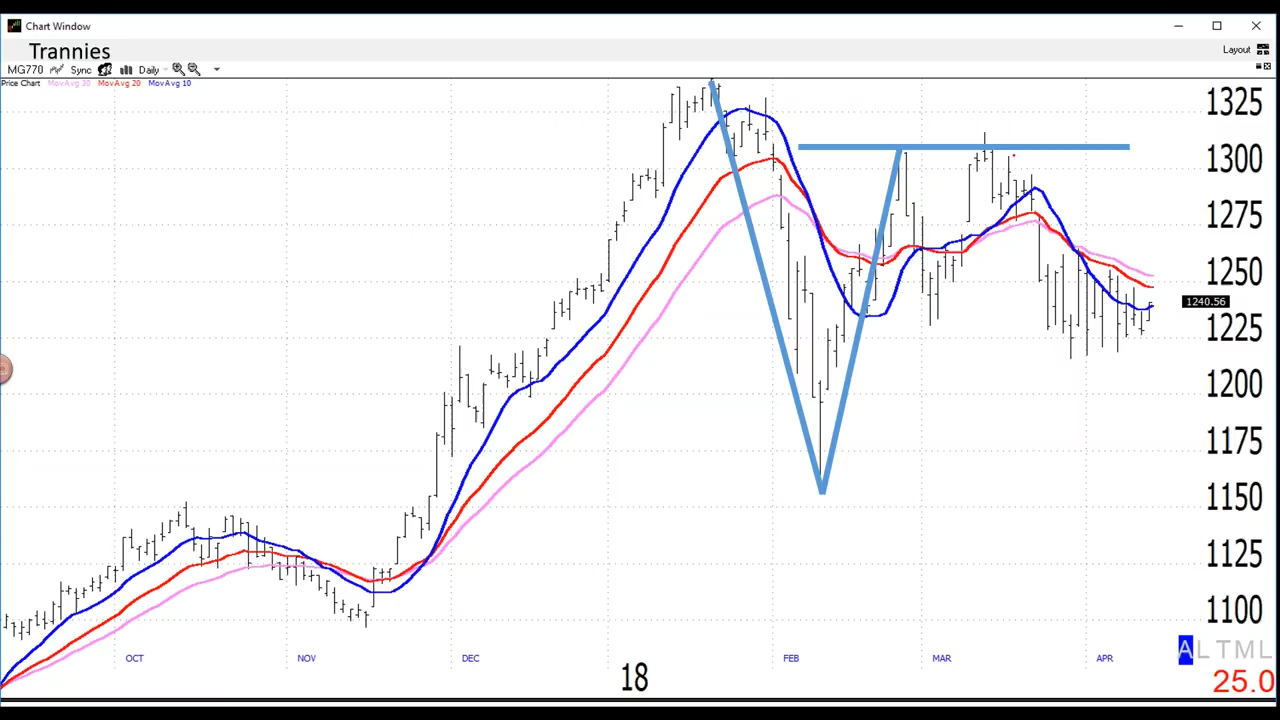 Chart Window
Trannies
Layout
MG770 Sync Daily
Price Chart MovAvg 30 MovAvg 20 MovAvg 10
1325
1300
1275
1250
1240.56
1225
1200
1175
1150
1125
1100
OCT NOV DEC FEB MAR APR
18
ALTML
25.0